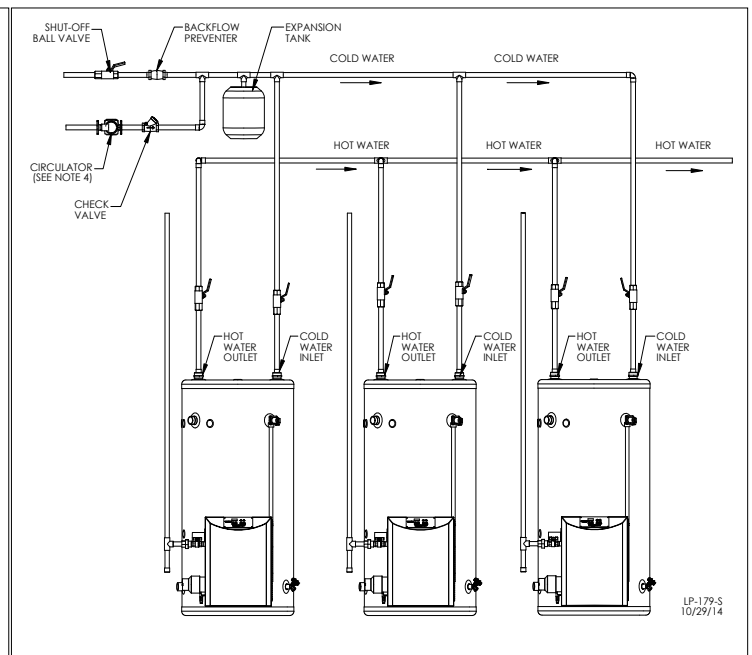 SHUT-OFF
BALL VALVE
BACKFLOW
PREVENTER
EXPANSION
TANK
COLD WATER
COLD WATER
CIRCULATOR
(SEE NOTE 4)
CHECK
VALVE
HOT WATER
HOT WATER
HOT WATER
HOT
WATER
OUTLET
COLD
WATER
INLET
HOT
WATER
OUTLET
COLD
WATER
INLET
HOT
WATER
OUTLET
COLD
WATER
INLET
LP-179-S
10/29/14